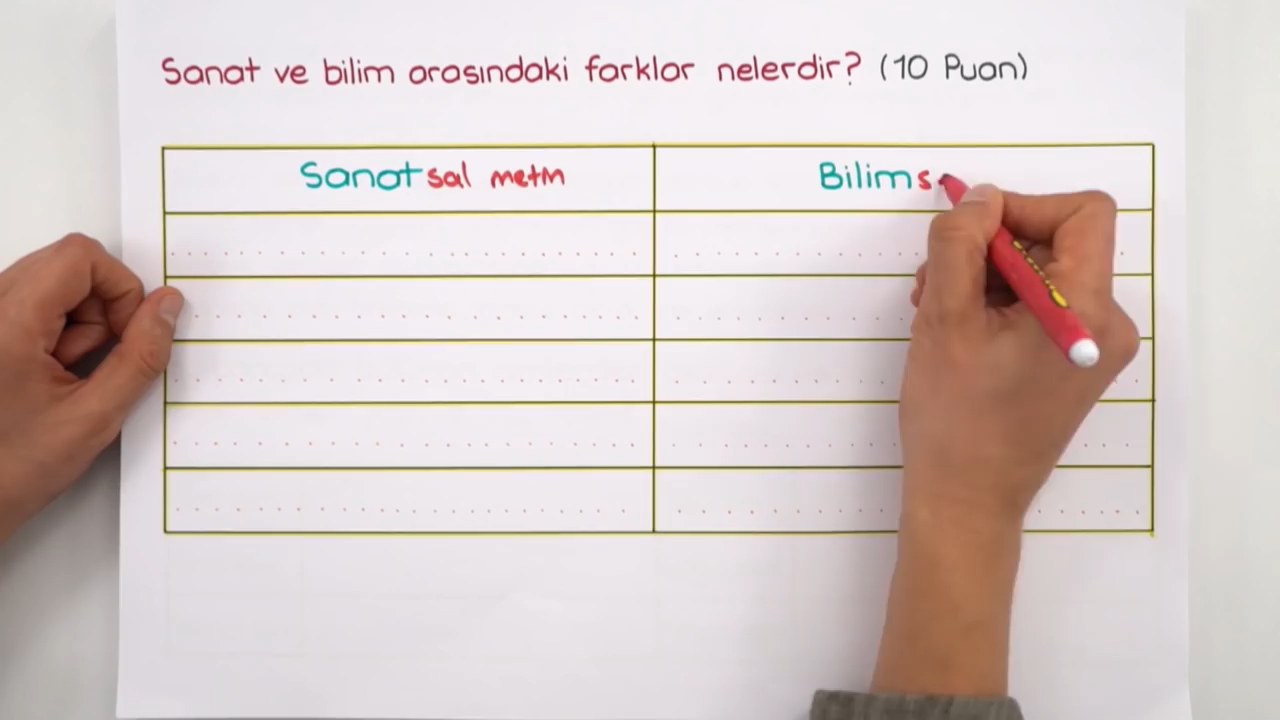 Sanat ve bilim arasındaki farklar nelerdir? (10 Puan)
Sanatsal metin
Bilims